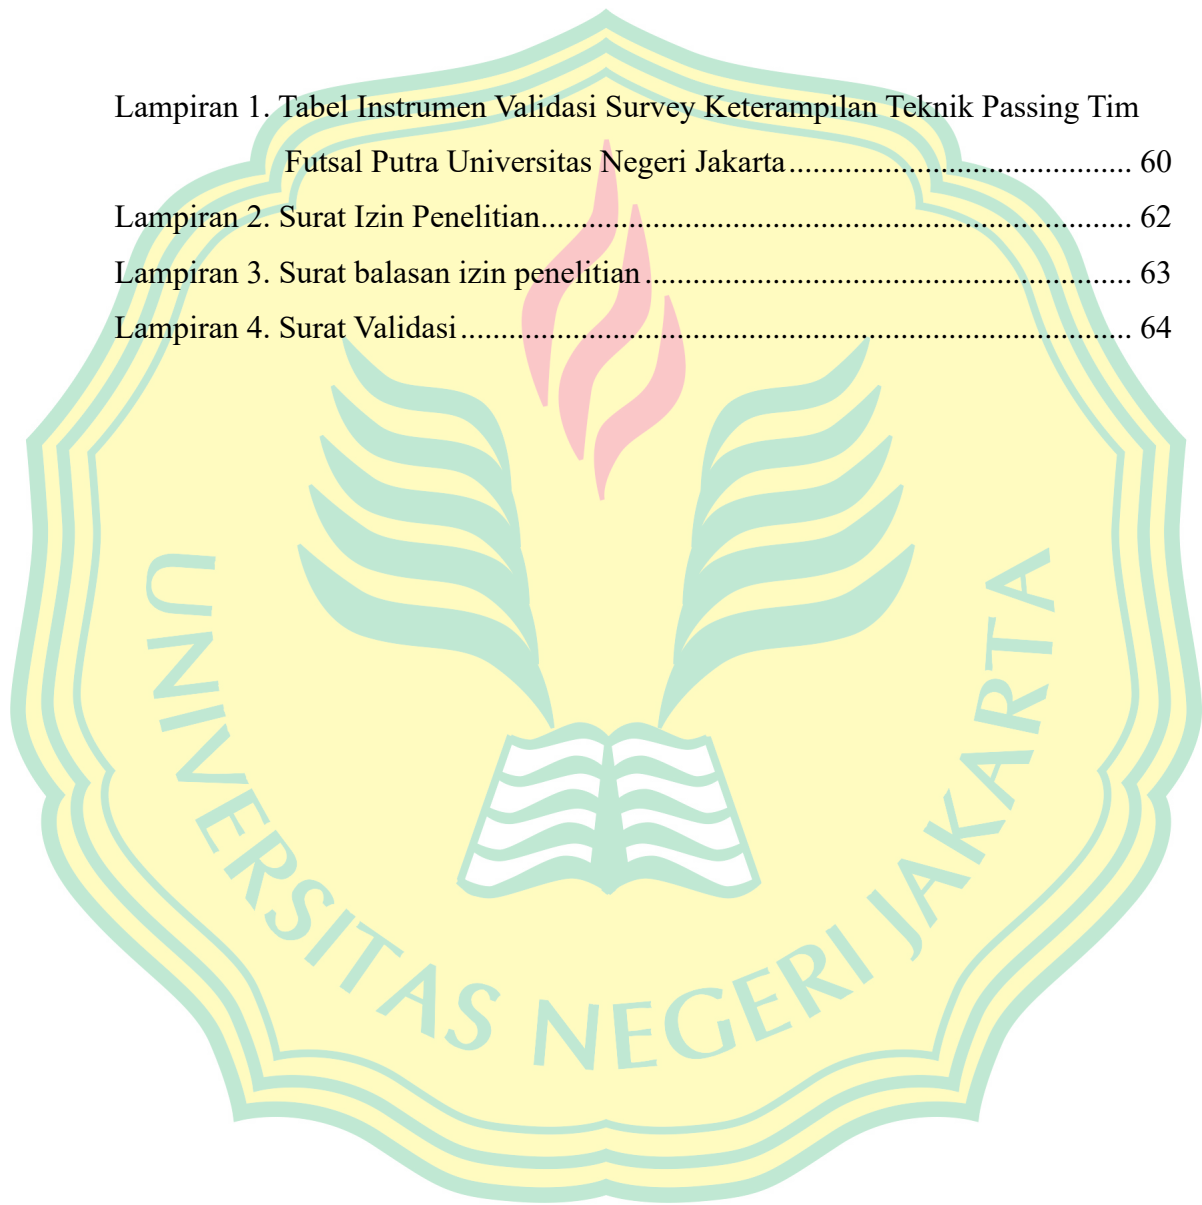 Lampiran 1. Tabel Instrumen Validasi Survey Keterampilan Teknik Passing Tim
Futsal Putra Universitas Negeri Jakarta......................................... 60
Lampiran 2. Surat Izin Penelitian....................................................................... 62
Lampiran 3. Surat balasan izin penelitian........................................................... 63
Lampiran 4. Surat Validasi................................................................................. 64
UNIVERSITAS NEGERI JAKARTA